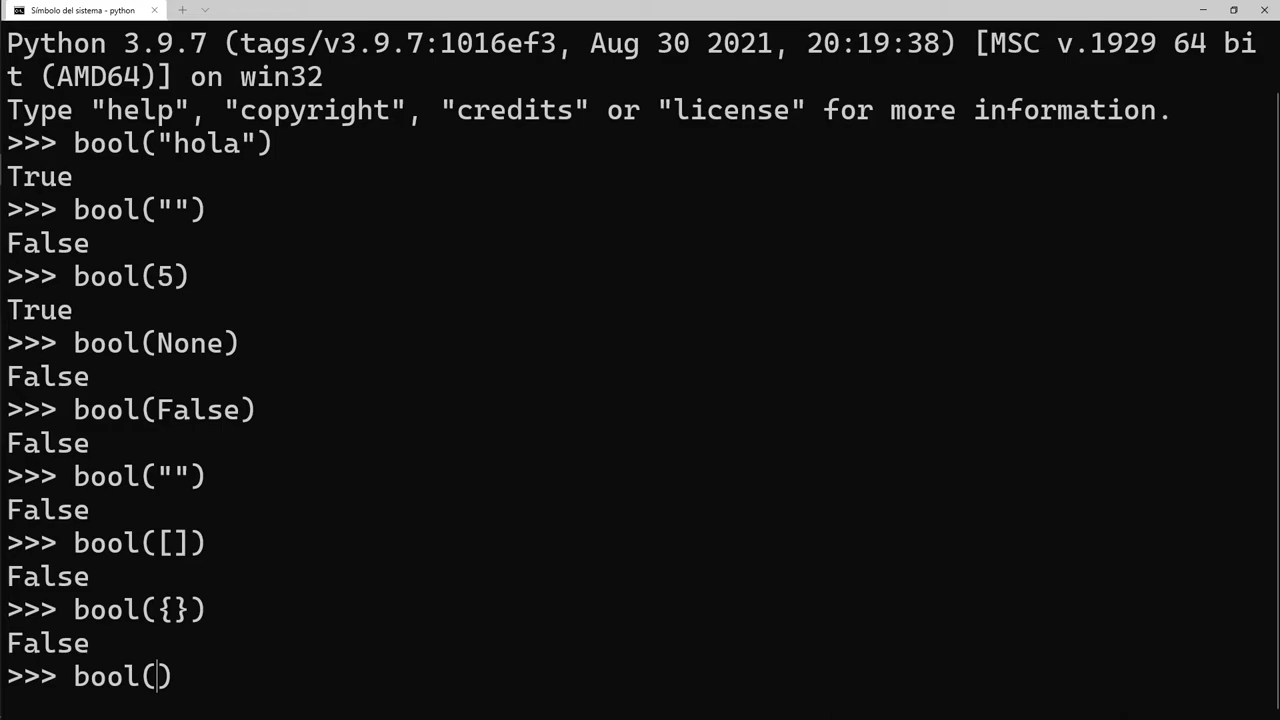 Símbolo del sistema - python
Python 3.9.7 (tags/v3.9.7:1016ef3, Aug 30 2021, 20:19:38) [MSC v.1929 64 bi
t (AMD64)] on win32
Type "help", "copyright", "credits" or "license" for more information.
>>> bool("hola")
True
>>> bool("")
False
>>> bool(5)
True
>>> bool(None)
False
>>> bool(False)
False
>>> bool("")
False
>>> bool([])
False
>>> bool({})
False
>>> bool()